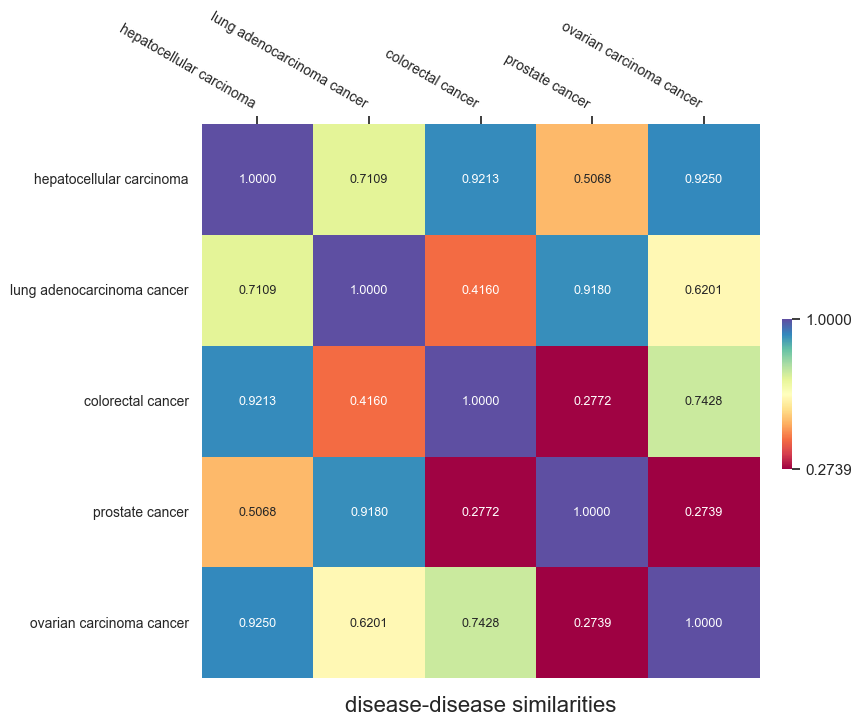 hepatocellular carcinoma
lung adenocarcinoma cancer
colorectal cancer
prostate cancer
ovarian carcinoma cancer
hepatocellular carcinoma 1.0000 0.7109 0.9213 0.5068 0.9250
lung adenocarcinoma cancer 0.7109 1.0000 0.4160 0.9180 0.6201
1.0000
colorectal cancer 0.9213 0.4160 1.0000 0.2772 0.7428
0.2739
prostate cancer 0.5068 0.9180 0.2772 1.0000 0.2739
ovarian carcinoma cancer 0.9250 0.6201 0.7428 0.2739 1.0000
disease-disease similarities